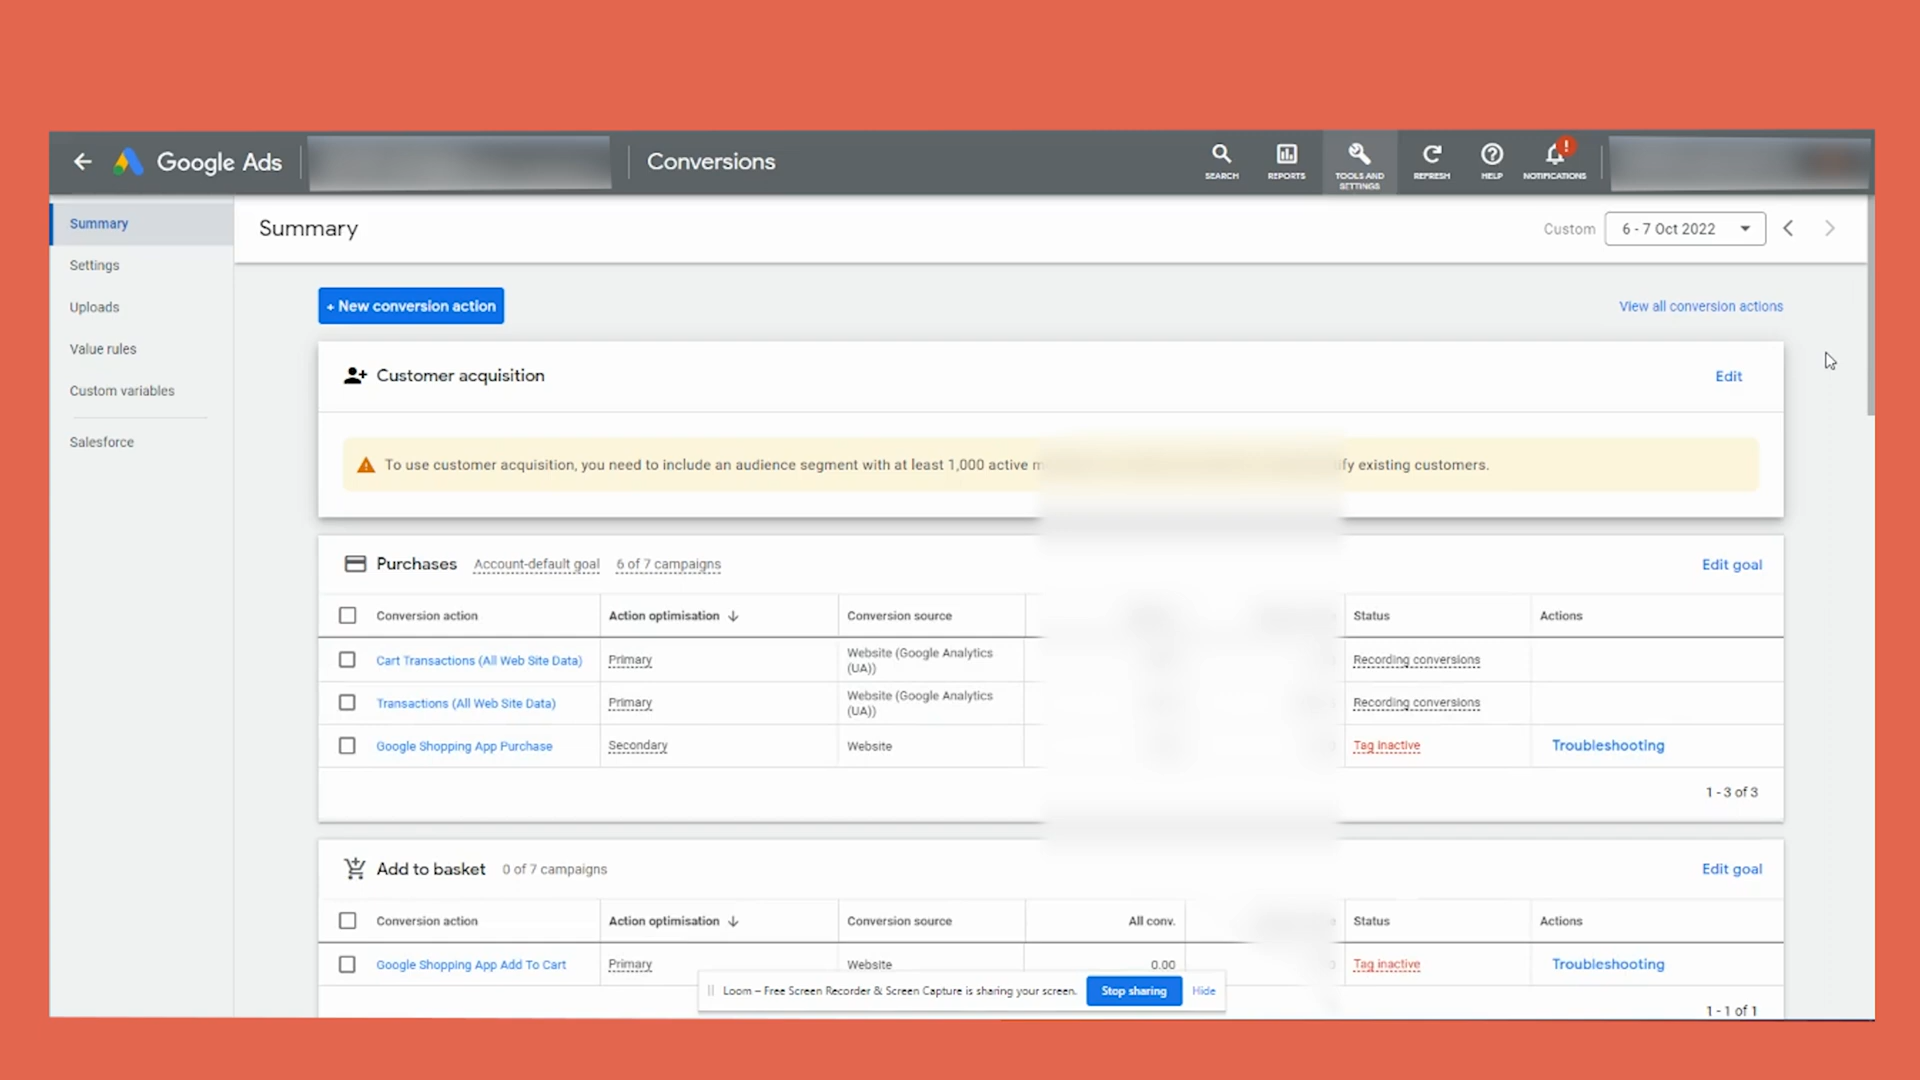 Google Ads
Conversions
SEARCH
REPORTS
TOOLS AND
SETTINGS
REFRESH
HELP
!
NOTIFICATIONS
Summary
Settings
Uploads
Value rules
Custom variables
Salesforce
Summary
Custom
6 - 7 Oct 2022
+ New conversion action
View all conversion actions
Customer acquisition
Edit
To use customer acquisition, you need to include an audience segment with at least 1,000 active
existing customers.
Purchases Account-default goal 6 of 7 campaigns
Edit goal
Conversion action Action optimisation Conversion source Status Actions
Cart Transactions (All Web Site Data) Primary Website (Google Analytics
(UA)) Recording conversions
Transactions (All Web Site Data) Primary Website (Google Analytics
(UA)) Recording conversions
Google Shopping App Purchase Secondary Website Tag inactive Troubleshooting
1 - 3 of 3
Add to basket 0 of 7 campaigns
Edit goal
Conversion action Action optimisation Conversion source All conv. Status Actions
Google Shopping App Add To Cart Primary Website 0.00 Tag inactive Troubleshooting
Loom – Free Screen Recorder & Screen Capture is sharing your screen. Stop sharing Hide
1 - 1 of 1